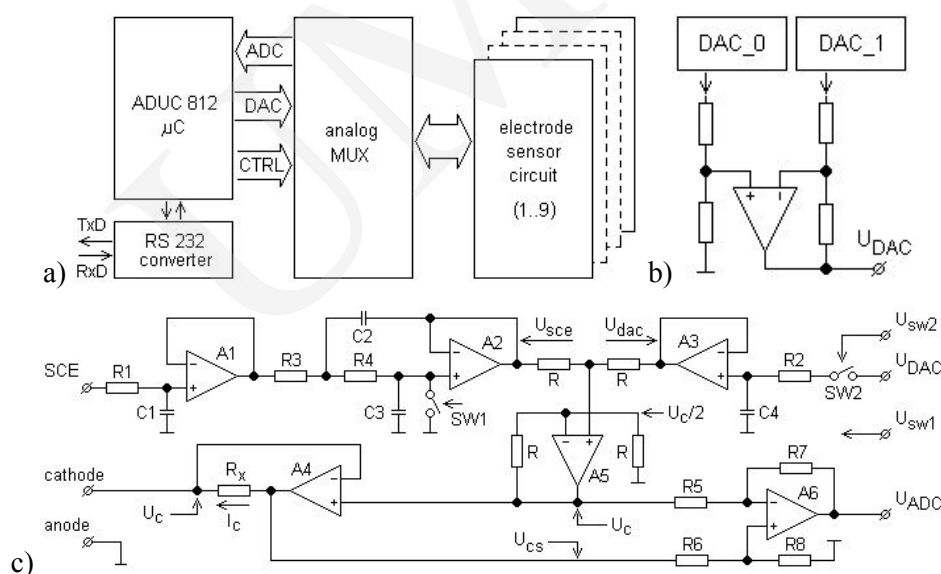 ADUC 812
µC
ADC
DAC
CTRL
analog
MUX
electrode
sensor
circuit
(1..9)
TxD
RxD
RS 232
converter
a)
DAC_0
DAC_1
+
−
U_DAC
b)
SCE
R1
C1
A1
−
+
R3
C2
R4
C3
SW1
A2
−
+
U_sce
R
U_dac
R
A3
−
+
C4
R2
SW2
U_sw2
U_DAC
U_sw1
U_c/2
R
−
+
R
A5
cathode
U_c
R_x
I_c
A4
−
+
anode
U_cs
U_c
R5
R6
R7
A6
−
+
R8
U_ADC
c)